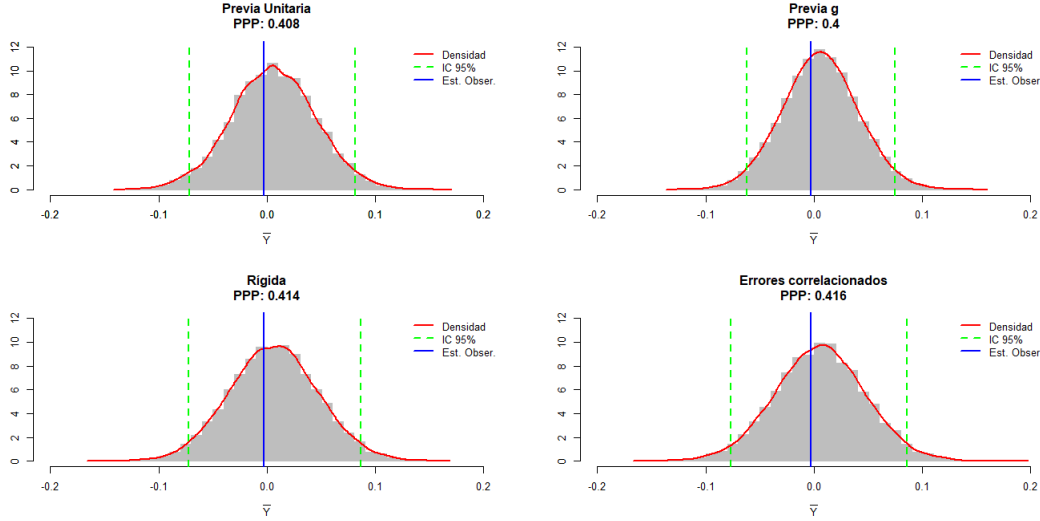 Previa Unitaria
PPP: 0.408
12
10
8
6
4
2
0
Densidad
IC 95%
Est. Obser.
-0.2 -0.1 0.0 0.1 0.2
Y
Previa g
PPP: 0.4
12
10
8
6
4
2
0
Densidad
IC 95%
Est. Obser.
-0.2 -0.1 0.0 0.1 0.2
Y
Rígida
PPP: 0.414
12
10
8
6
4
2
0
Densidad
IC 95%
Est. Obser.
-0.2 -0.1 0.0 0.1 0.2
Y
Errores correlacionados
PPP: 0.416
12
10
8
6
4
2
0
Densidad
IC 95%
Est. Obser
-0.2 -0.1 0.0 0.1 0.2
Y